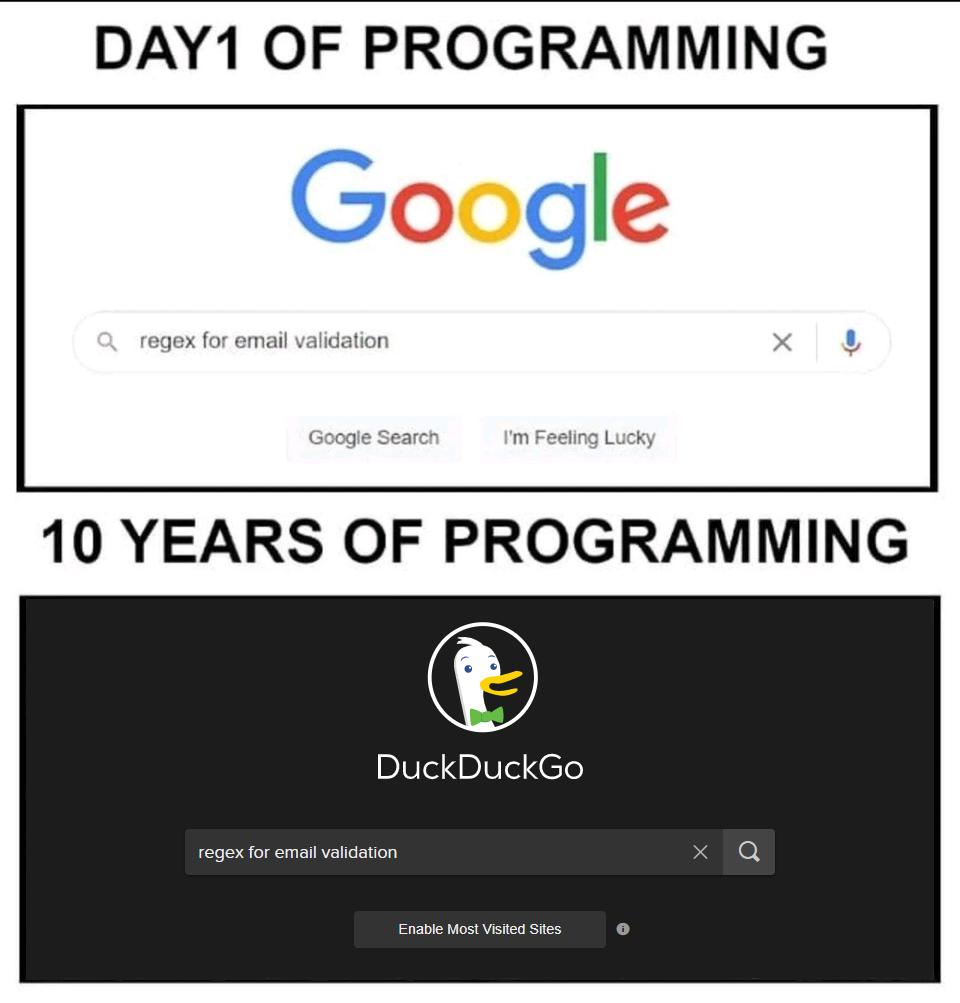 DAY1 OF PROGRAMMING
Google
regex for email validation
Google Search I'm Feeling Lucky
10 YEARS OF PROGRAMMING
DuckDuckGo
regex for email validation
Enable Most Visited Sites